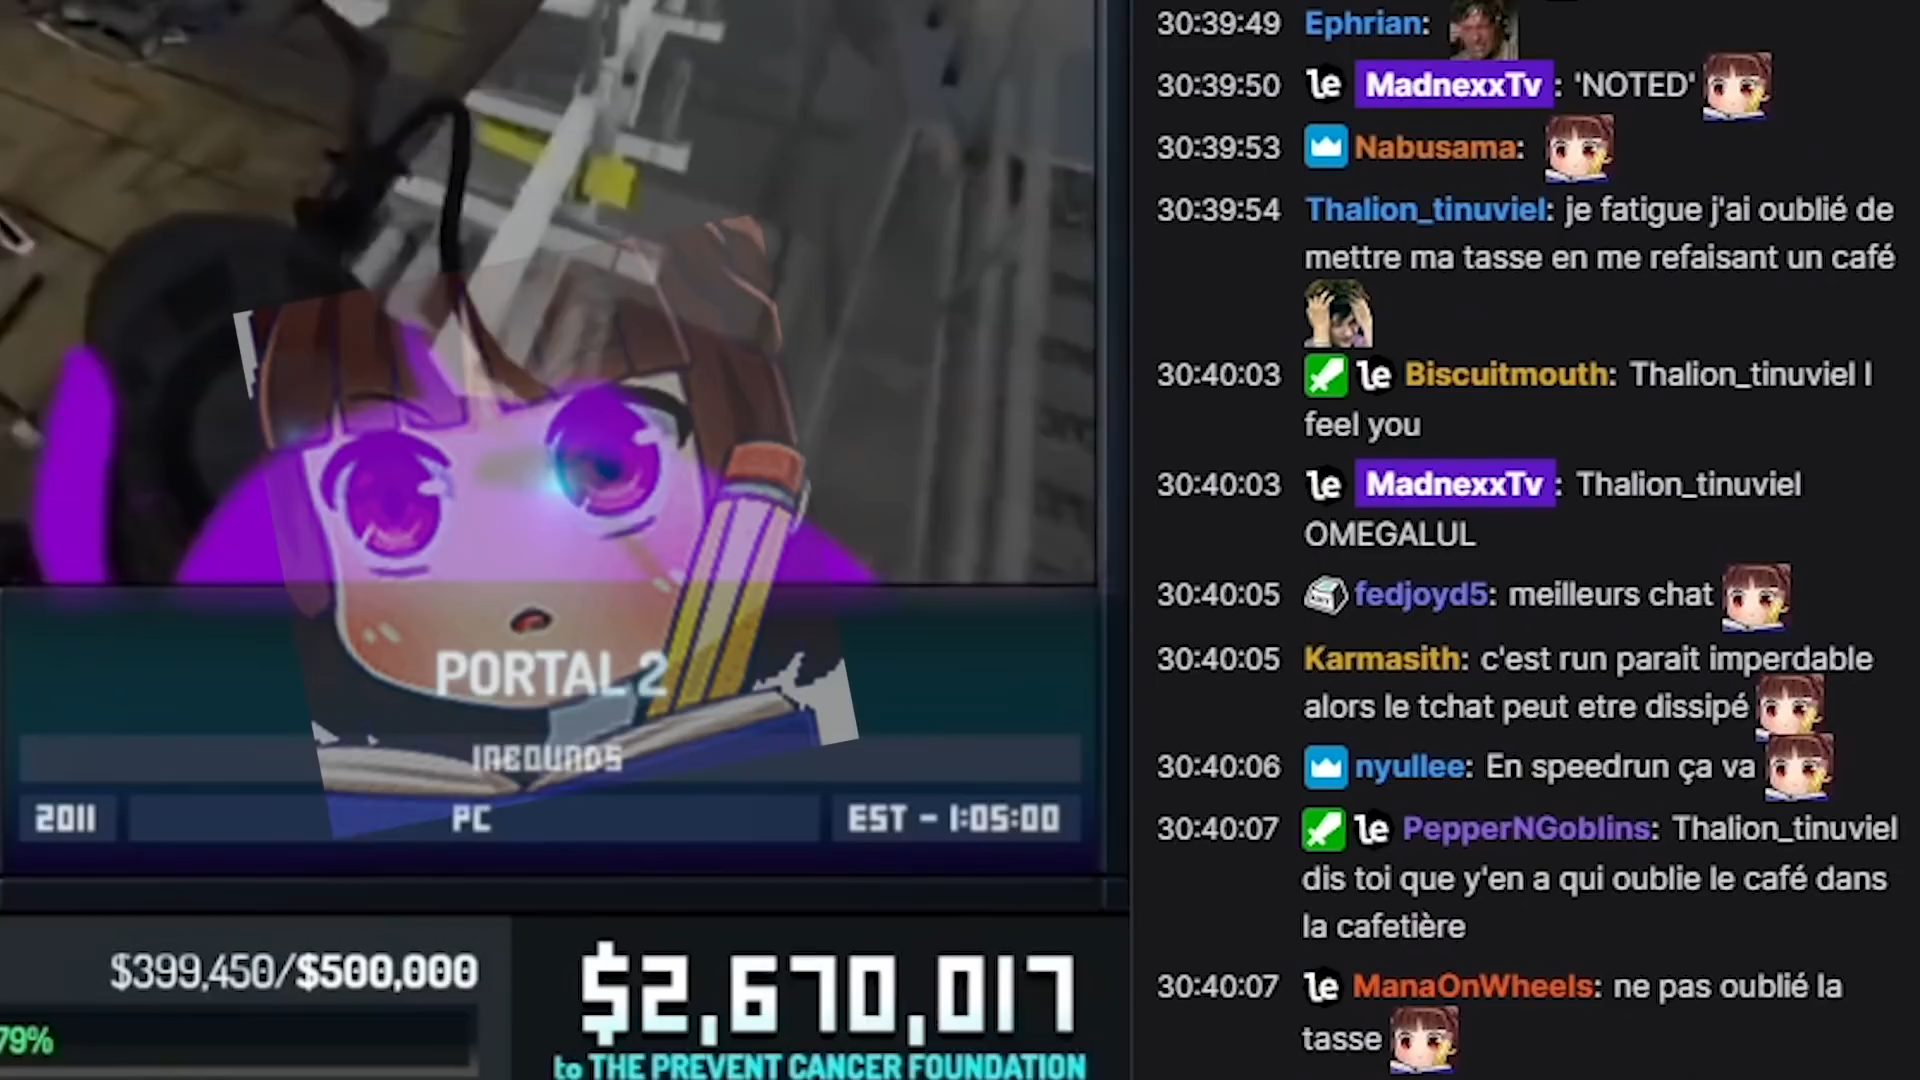 PORTAL 2
INBOUNDS
2011
PC
EST - 1:05:00
$399,450/$500,000
79%
$2,670,017
to THE PREVENT CANCER FOUNDATION
30:39:49 Ephrian:
30:39:50 le MadnexxTv : 'NOTED'
30:39:53 Nabusama:
30:39:54 Thalion_tinuviel: je fatigue j'ai oublié de
mettre ma tasse en me refaisant un café
30:40:03 le Biscuitmouth: Thalion_tinuviel I
feel you
30:40:03 le MadnexxTv : Thalion_tinuviel
OMEGALUL
30:40:05 fedjoyd5: meilleurs chat
30:40:05 Karmasith: c'est run parait imperdable
alors le tchat peut etre dissipé
30:40:06 nyullee: En speedrun ça va
30:40:07 le PepperNGoblins: Thalion_tinuviel
dis toi que y'en a qui oublie le café dans
la cafetière
30:40:07 le ManaOnWheels: ne pas oublié la
tasse